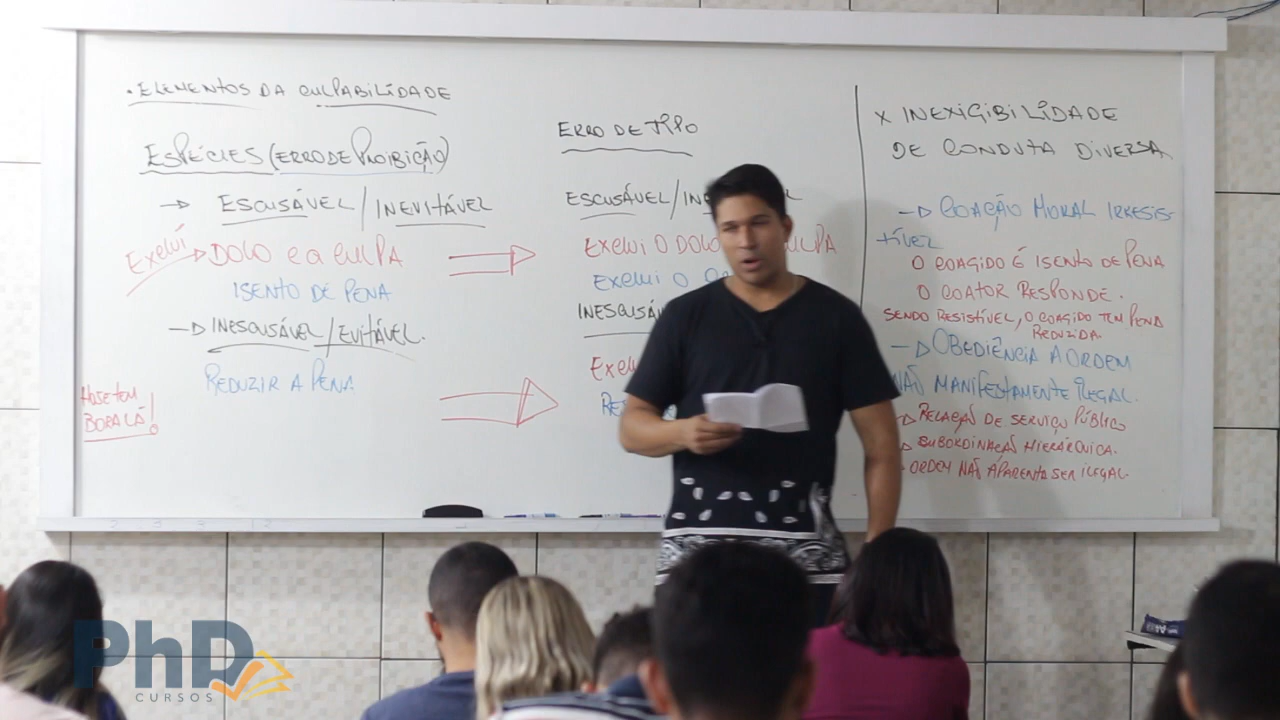 . ELEMENTOS DA CULPABILIDADE
ESPÉCIES (ERRO DE PROIBIÇÃO)
→ ESCUSÁVEL / INEVITÁVEL
Exclui → DOLO e a CULPA
ISENTO DE PENA
→ INESCUSÁVEL / EVITÁVEL.
REDUZIR A PENA
Hoje tem
BORA LÁ!
ERRO DE TIPO
ESCUSÁVEL /
Exclui O DOLO CULPA
Exclui O
X INEXIGIBILIDADE
DE CONDUTA DIVERSA
→ COAÇÃO MORAL IRRESIS-
TÍVEL
O COAGIDO É ISENTO DE PENA
O COATOR RESPONDE.
SENDO RESISTÍVEL, O COAGIDO TEM PENA
REDUZIDA.
→ OBEDIÊNCIA A ORDEM
NÃO MANIFESTAMENTE ILEGAL.
RELAÇÃO DE SERVIÇO PÚBLICO
SUBORDINAÇÃO HIERÁRQUICA.
ORDEM NÃO APARENTA SER ILEGAL.
PhD
CURSOS